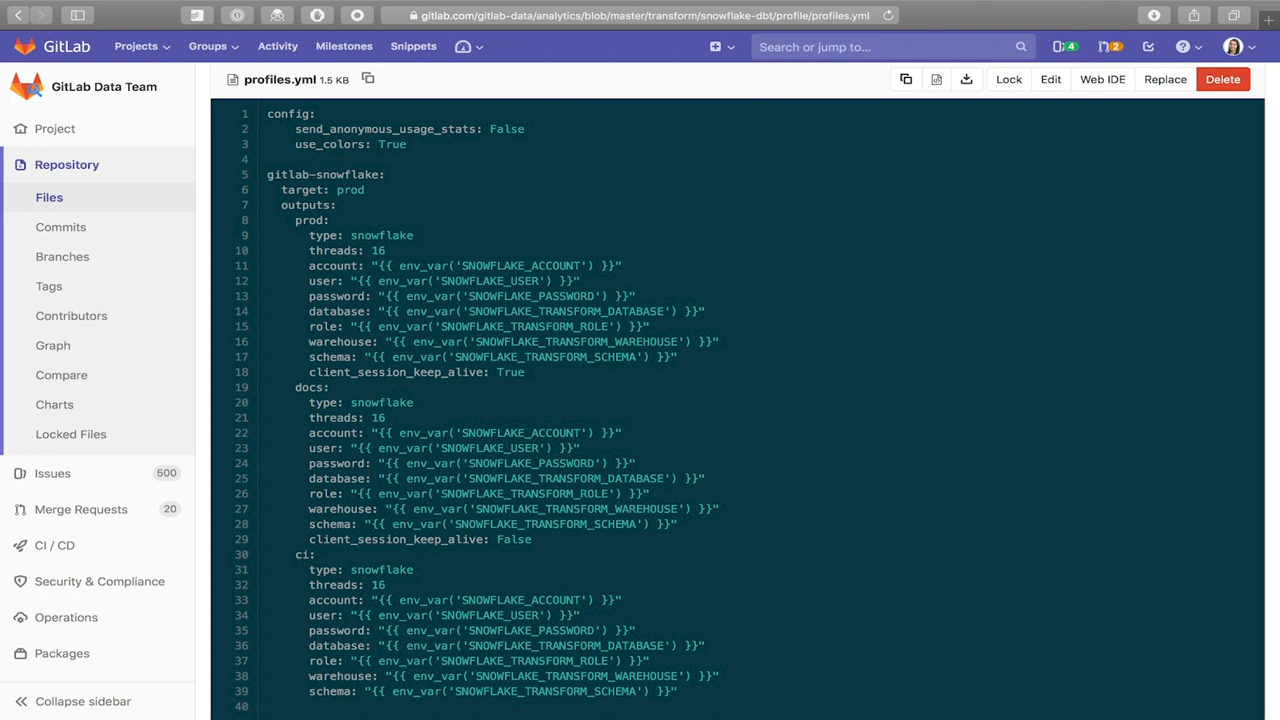 gitlab.com/gitlab-data/analytics/blob/master/transform/snowflake-dbt/profile/profiles.yml
GitLab Projects Groups Activity Milestones Snippets Search or jump to... 4 2
GitLab Data Team
profiles.yml 1.5 KB Lock Edit Web IDE Replace Delete
Project
Repository
Files
Commits
Branches
Tags
Contributors
Graph
Compare
Charts
Locked Files
Issues 500
Merge Requests 20
CI / CD
Security & Compliance
Operations
Packages
Collapse sidebar
1 config:
2     send_anonymous_usage_stats: False
3     use_colors: True
4
5 gitlab-snowflake:
6   target: prod
7   outputs:
8     prod:
9       type: snowflake
10       threads: 16
11       account: "{{ env_var('SNOWFLAKE_ACCOUNT') }}"
12       user: "{{ env_var('SNOWFLAKE_USER') }}"
13       password: "{{ env_var('SNOWFLAKE_PASSWORD') }}"
14       database: "{{ env_var('SNOWFLAKE_TRANSFORM_DATABASE') }}"
15       role: "{{ env_var('SNOWFLAKE_TRANSFORM_ROLE') }}"
16       warehouse: "{{ env_var('SNOWFLAKE_TRANSFORM_WAREHOUSE') }}"
17       schema: "{{ env_var('SNOWFLAKE_TRANSFORM_SCHEMA') }}"
18       client_session_keep_alive: True
19     docs:
20       type: snowflake
21       threads: 16
22       account: "{{ env_var('SNOWFLAKE_ACCOUNT') }}"
23       user: "{{ env_var('SNOWFLAKE_USER') }}"
24       password: "{{ env_var('SNOWFLAKE_PASSWORD') }}"
25       database: "{{ env_var('SNOWFLAKE_TRANSFORM_DATABASE') }}"
26       role: "{{ env_var('SNOWFLAKE_TRANSFORM_ROLE') }}"
27       warehouse: "{{ env_var('SNOWFLAKE_TRANSFORM_WAREHOUSE') }}"
28       schema: "{{ env_var('SNOWFLAKE_TRANSFORM_SCHEMA') }}"
29       client_session_keep_alive: False
30     ci:
31       type: snowflake
32       threads: 16
33       account: "{{ env_var('SNOWFLAKE_ACCOUNT') }}"
34       user: "{{ env_var('SNOWFLAKE_USER') }}"
35       password: "{{ env_var('SNOWFLAKE_PASSWORD') }}"
36       database: "{{ env_var('SNOWFLAKE_TRANSFORM_DATABASE') }}"
37       role: "{{ env_var('SNOWFLAKE_TRANSFORM_ROLE') }}"
38       warehouse: "{{ env_var('SNOWFLAKE_TRANSFORM_WAREHOUSE') }}"
39       schema: "{{ env_var('SNOWFLAKE_TRANSFORM_SCHEMA') }}"
40